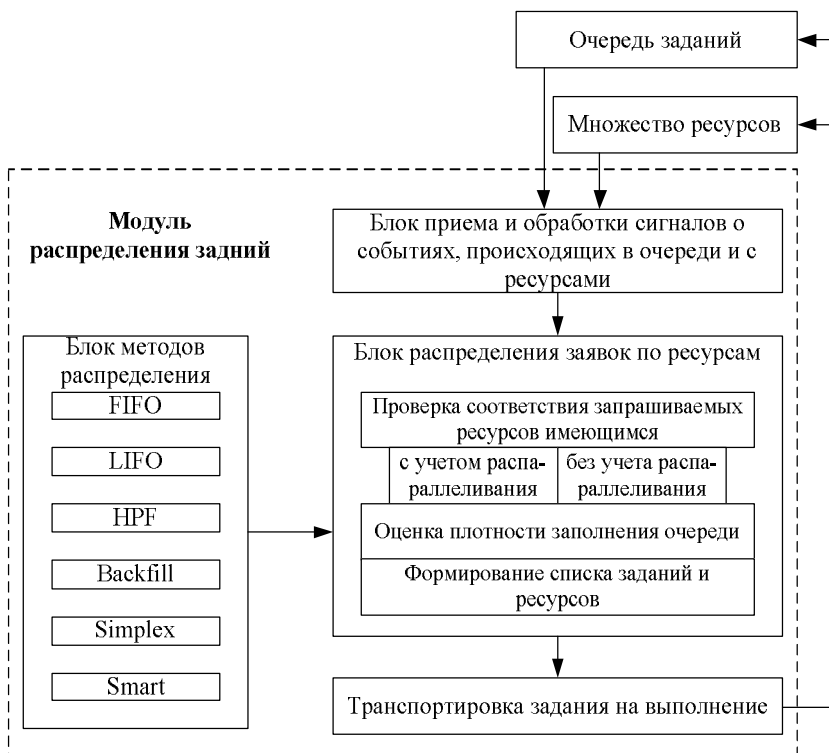 Очередь заданий
Множество ресурсов
Модуль
распределения задний
Блок приема и обработки сигналов о
событиях, происходящих в очереди и с
ресурсами
Блок методов
распределения
FIFO
LIFO
HPF
Backfill
Simplex
Smart
Блок распределения заявок по ресурсам
Проверка соответствия запрашиваемых
ресурсов имеющимся
с учетом распа-
раллеливания
без учета распа-
раллеливания
Оценка плотности заполнения очереди
Формирование списка заданий и
ресурсов
Транспортировка задания на выполнение